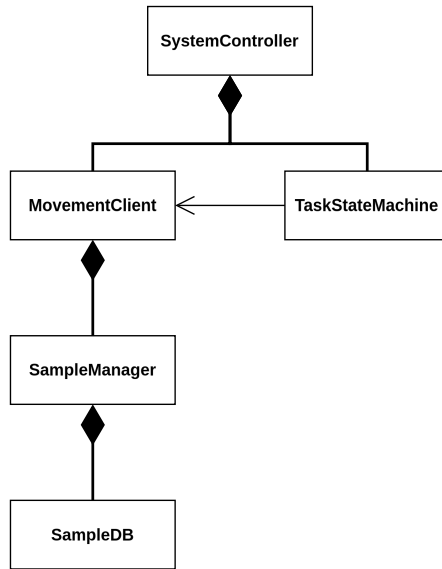 SystemController
MovementClient
TaskStateMachine
SampleManager
SampleDB